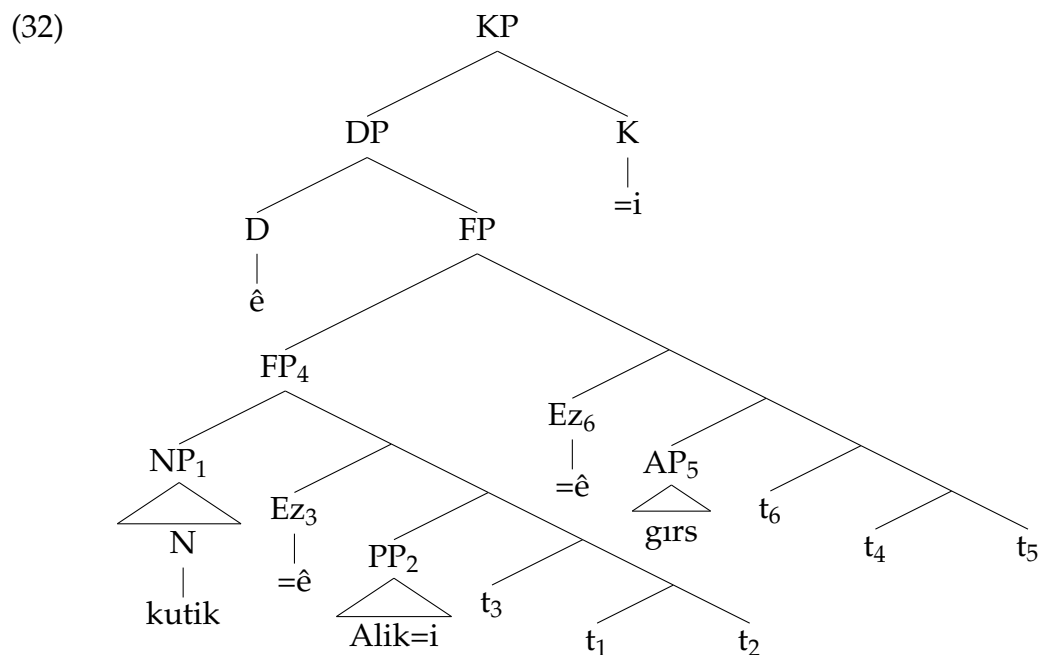 (32)
KP
DP K
=i
D FP
ê
FP₄
Ez₆
NP₁ AP₅
=ê
Ez₃ t₆
N gırs
PP₂ t₄ t₅
=ê
kutik t₃
Alik=i t₁ t₂